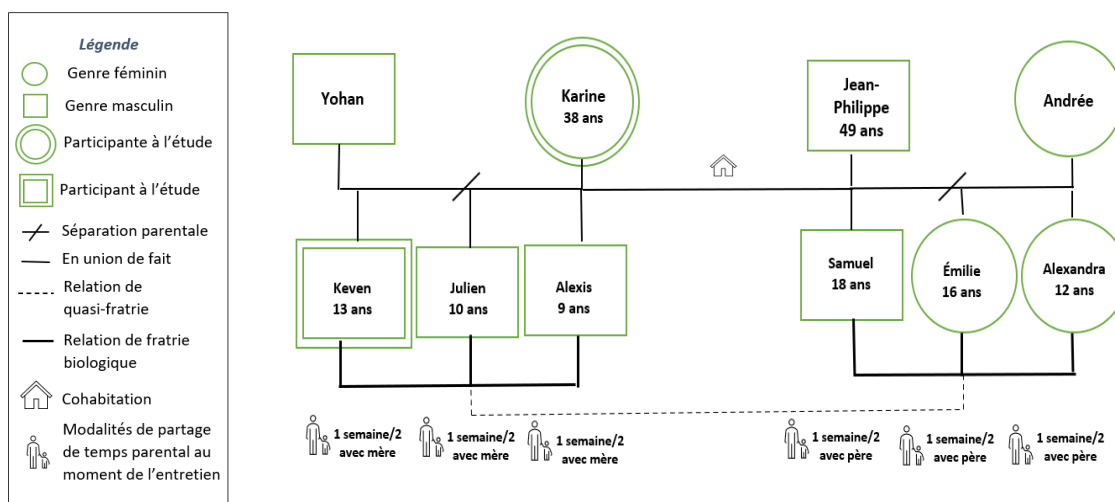 Légende
Genre féminin
Genre masculin
Participante à l'étude
Participant à l'étude
Séparation parentale
En union de fait
Relation de
quasi-fratrie
Relation de fratrie
biologique
Cohabitation
Modalités de partage
de temps parental au
moment de l'entretien
Yohan
Karine
38 ans
Jean-
Philippe
49 ans
Andrée
Keven
13 ans
Julien
10 ans
Alexis
9 ans
Samuel
18 ans
Émilie
16 ans
Alexandra
12 ans
1 semaine/2
avec mère
1 semaine/2
avec mère
1 semaine/2
avec mère
1 semaine/2
avec père
1 semaine/2
avec père
1 semaine/2
avec père